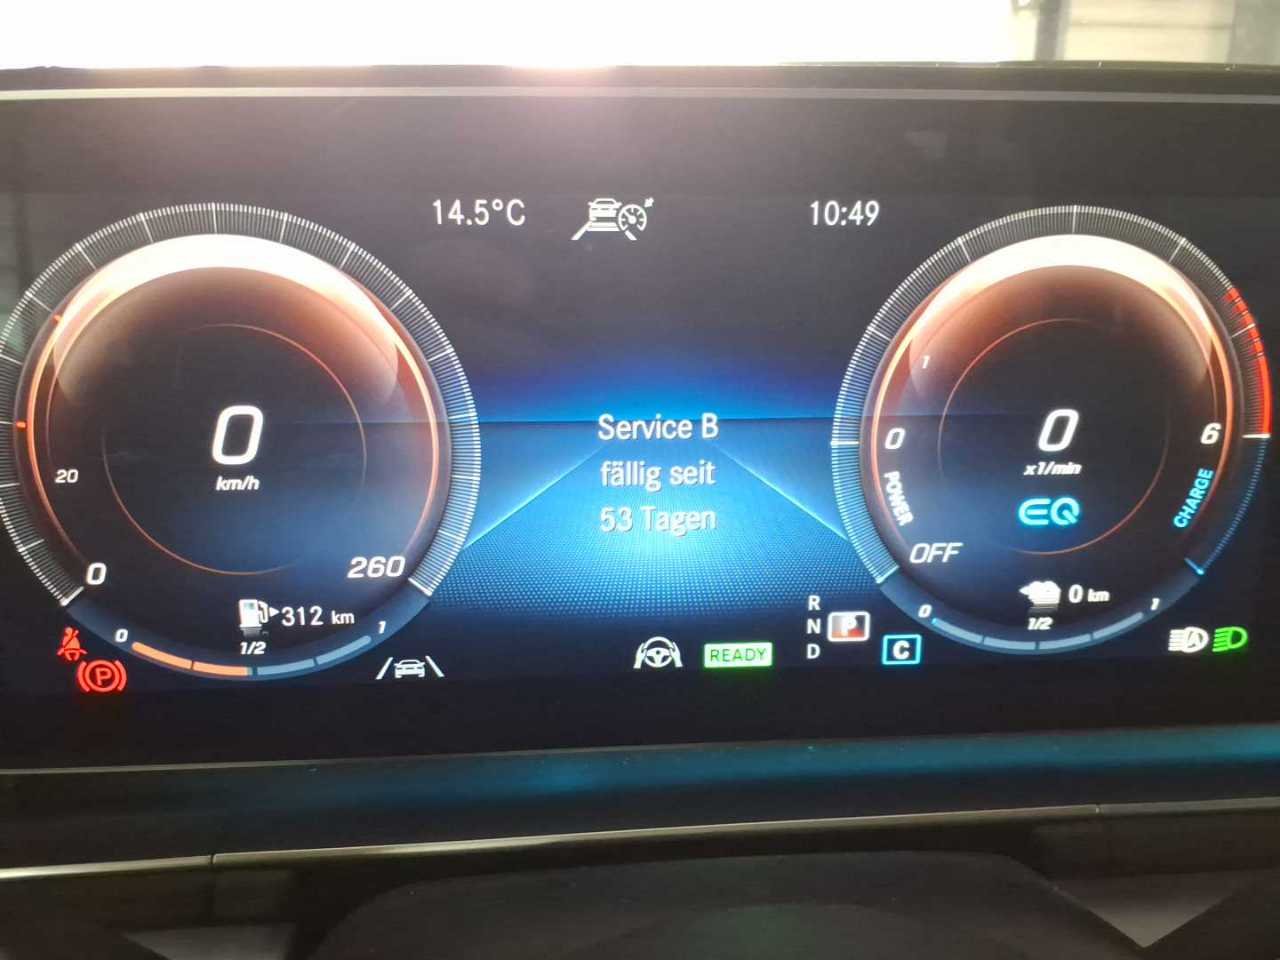 14.5°C
10:49
0
km/h
20
0
260
312 km
0
1/2
1
Service B
fällig seit
53 Tagen
READY
R
N
D
P
C
1
0
6
0
x1/min
POWER
CHARGE
EQ
OFF
0 km
0
1/2
1
P
A